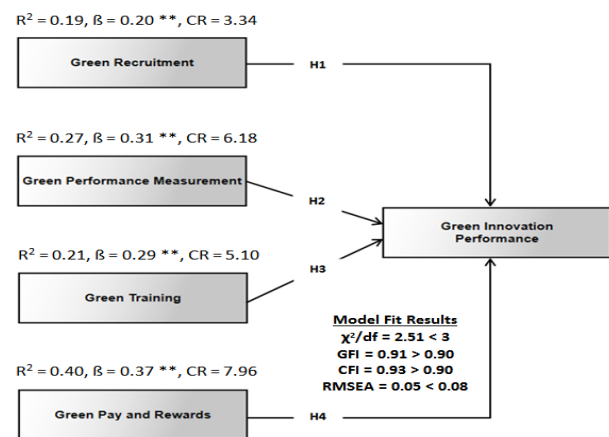 R² = 0.19, ß = 0.20 **, CR = 3.34
Green Recruitment
H1
R² = 0.27, ß = 0.31 **, CR = 6.18
Green Performance Measurement
H2
Green Innovation
Performance
R² = 0.21, ß = 0.29 **, CR = 5.10
Green Training
H3
Model Fit Results
χ²/df = 2.51 < 3
GFI = 0.91 > 0.90
CFI = 0.93 > 0.90
RMSEA = 0.05 < 0.08
R² = 0.40, ß = 0.37 **, CR = 7.96
Green Pay and Rewards
H4